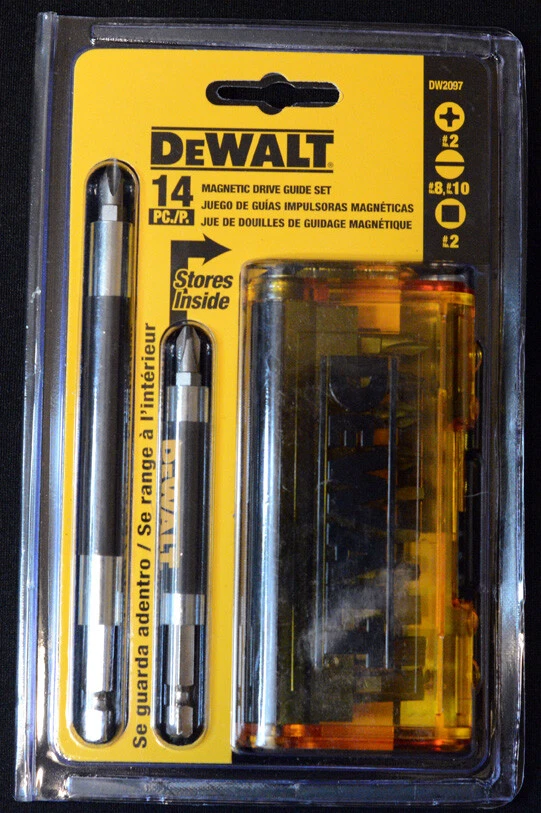 DW2097
#2
#8, #10
#2
DEWALT®
14
PC./P.
MAGNETIC DRIVE GUIDE SET
JUEGO DE GUÍAS IMPULSORAS MAGNÉTICAS
JUE DE DOUILLES DE GUIDAGE MAGNÉTIQUE
Stores
Inside
Se guarda adentro / Se range à l'intérieur
DEWALT